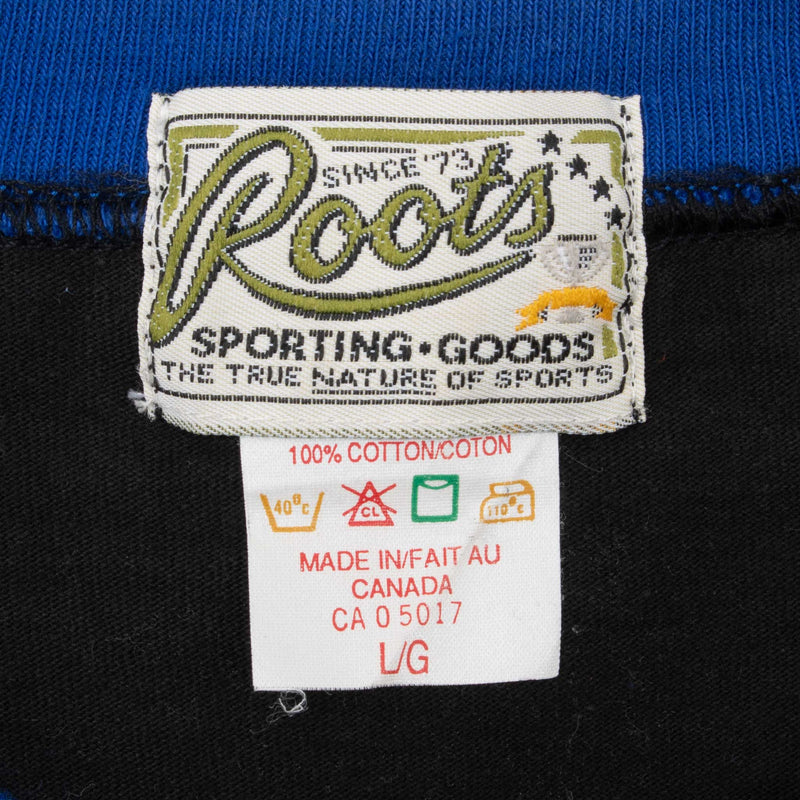 SINCE '73
Roots
SPORTING•GOODS
THE TRUE NATURE OF SPORTS
100% COTTON/COTON
40°C CL 110°C
MADE IN/FAIT AU
CANADA
CA 0 5017
L/G